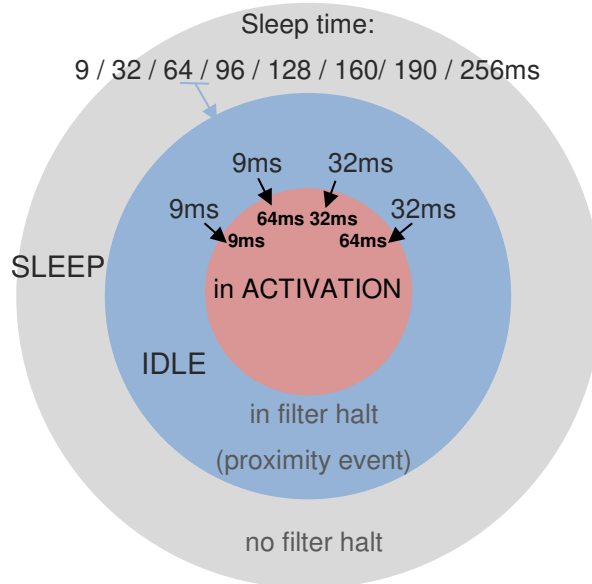 Sleep time:
9 / 32 / 64 / 96 / 128 / 160/ 190 / 256ms
9ms 32ms
9ms 64ms 32ms 32ms
9ms 64ms
SLEEP in ACTIVATION
IDLE
in filter halt
(proximity event)
no filter halt